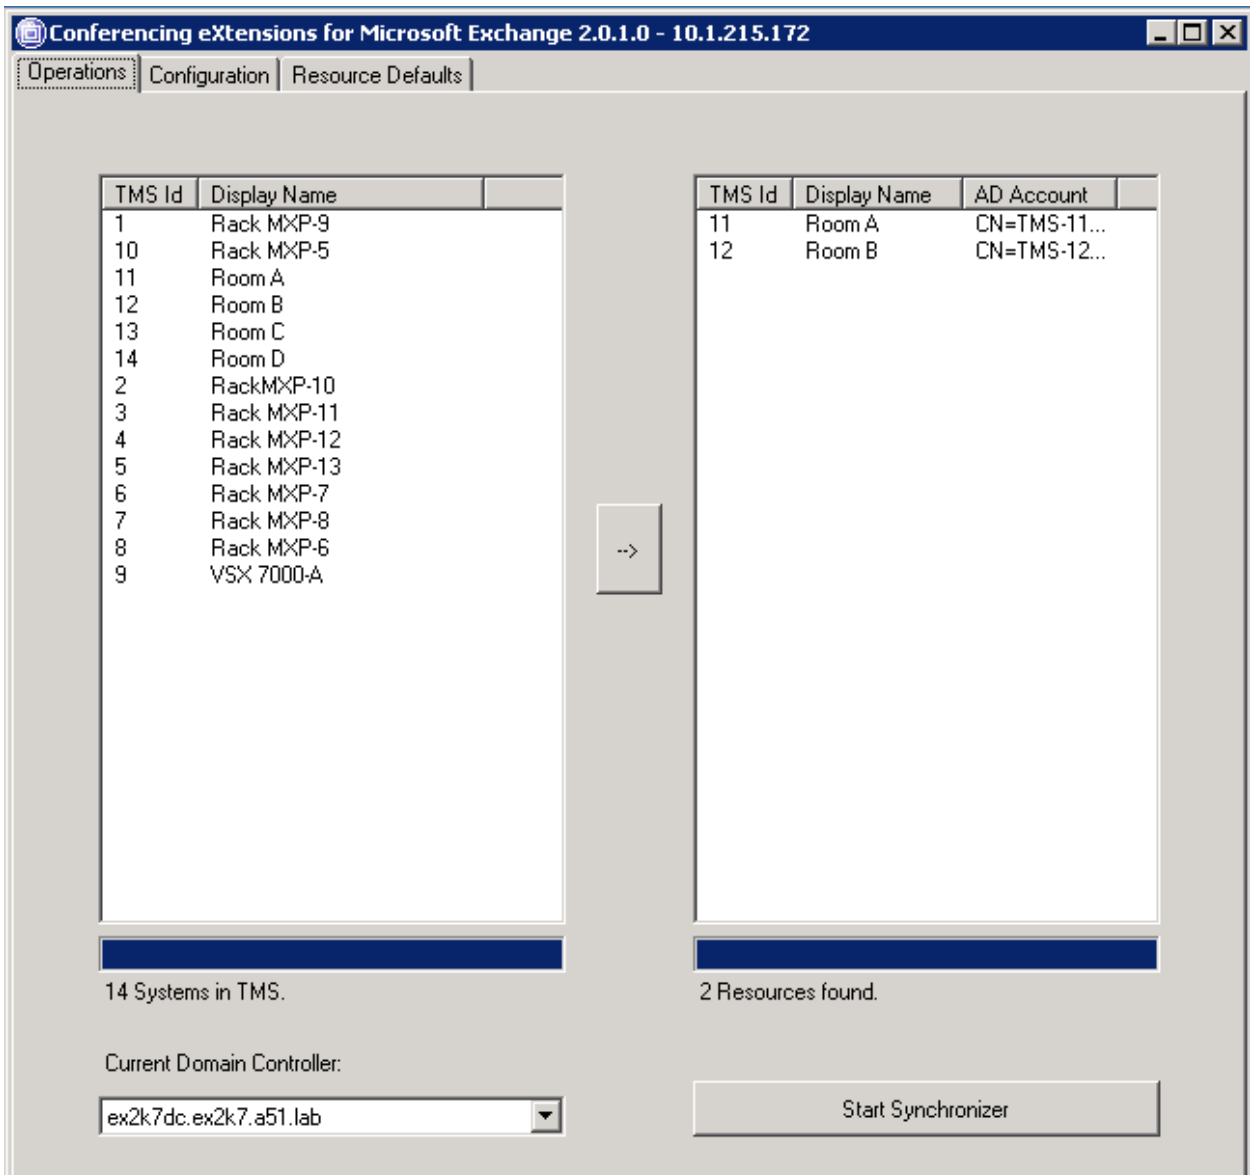 Conferencing eXtensions for Microsoft Exchange 2.0.1.0 - 10.1.215.172
Operations Configuration Resource Defaults
TMS Id Display Name
1 Rack MXP-9
10 Rack MXP-5
11 Room A
12 Room B
13 Room C
14 Room D
2 RackMXP-10
3 Rack MXP-11
4 Rack MXP-12
5 Rack MXP-13
6 Rack MXP-7
7 Rack MXP-8
8 Rack MXP-6
9 VSX 7000-A
14 Systems in TMS.
-->
TMS Id Display Name AD Account
11 Room A CN=TMS-11...
12 Room B CN=TMS-12...
2 Resources found.
Current Domain Controller:
ex2k7dc.ex2k7.a51.lab
Start Synchronizer